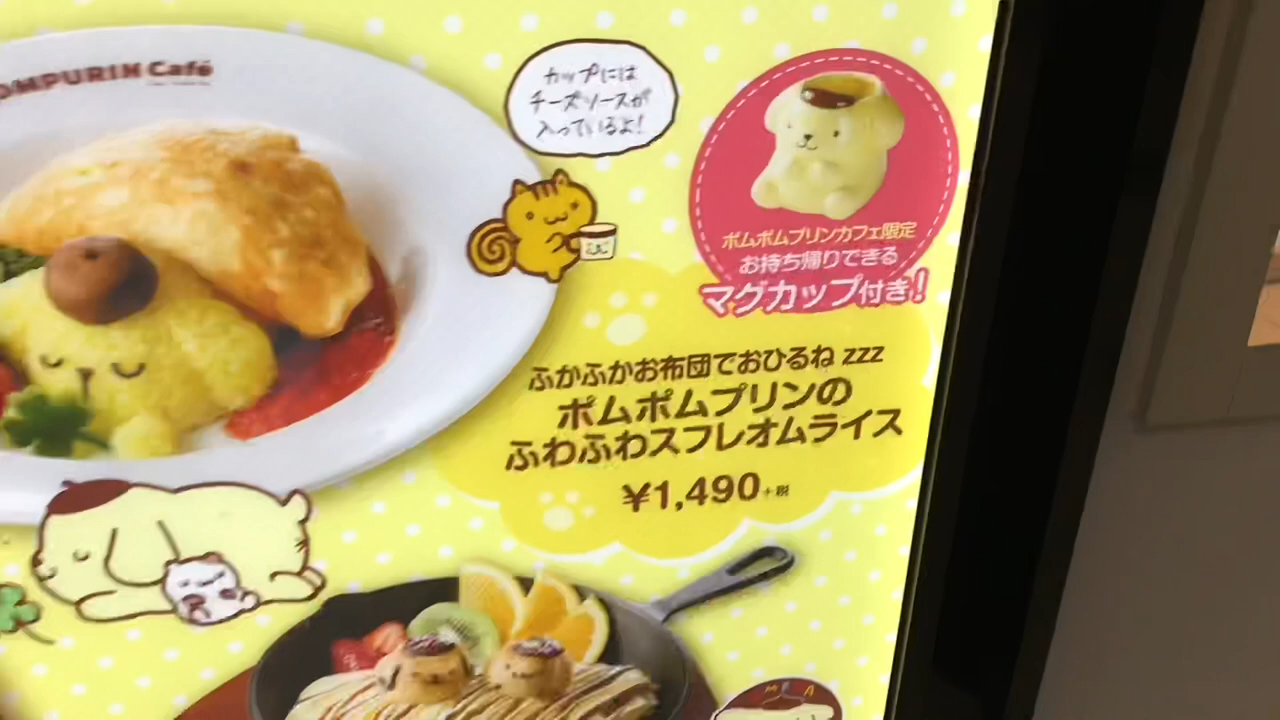 OMPURIN Café
カップには
チーズソースが
入っているよ!
ポムポムプリンカフェ限定
お持ち帰りできる
マグカップ付き!
ふかふかお布団でおひるね zzz
ポムポムプリンの
ふわふわスフレオムライス
¥1,490+税